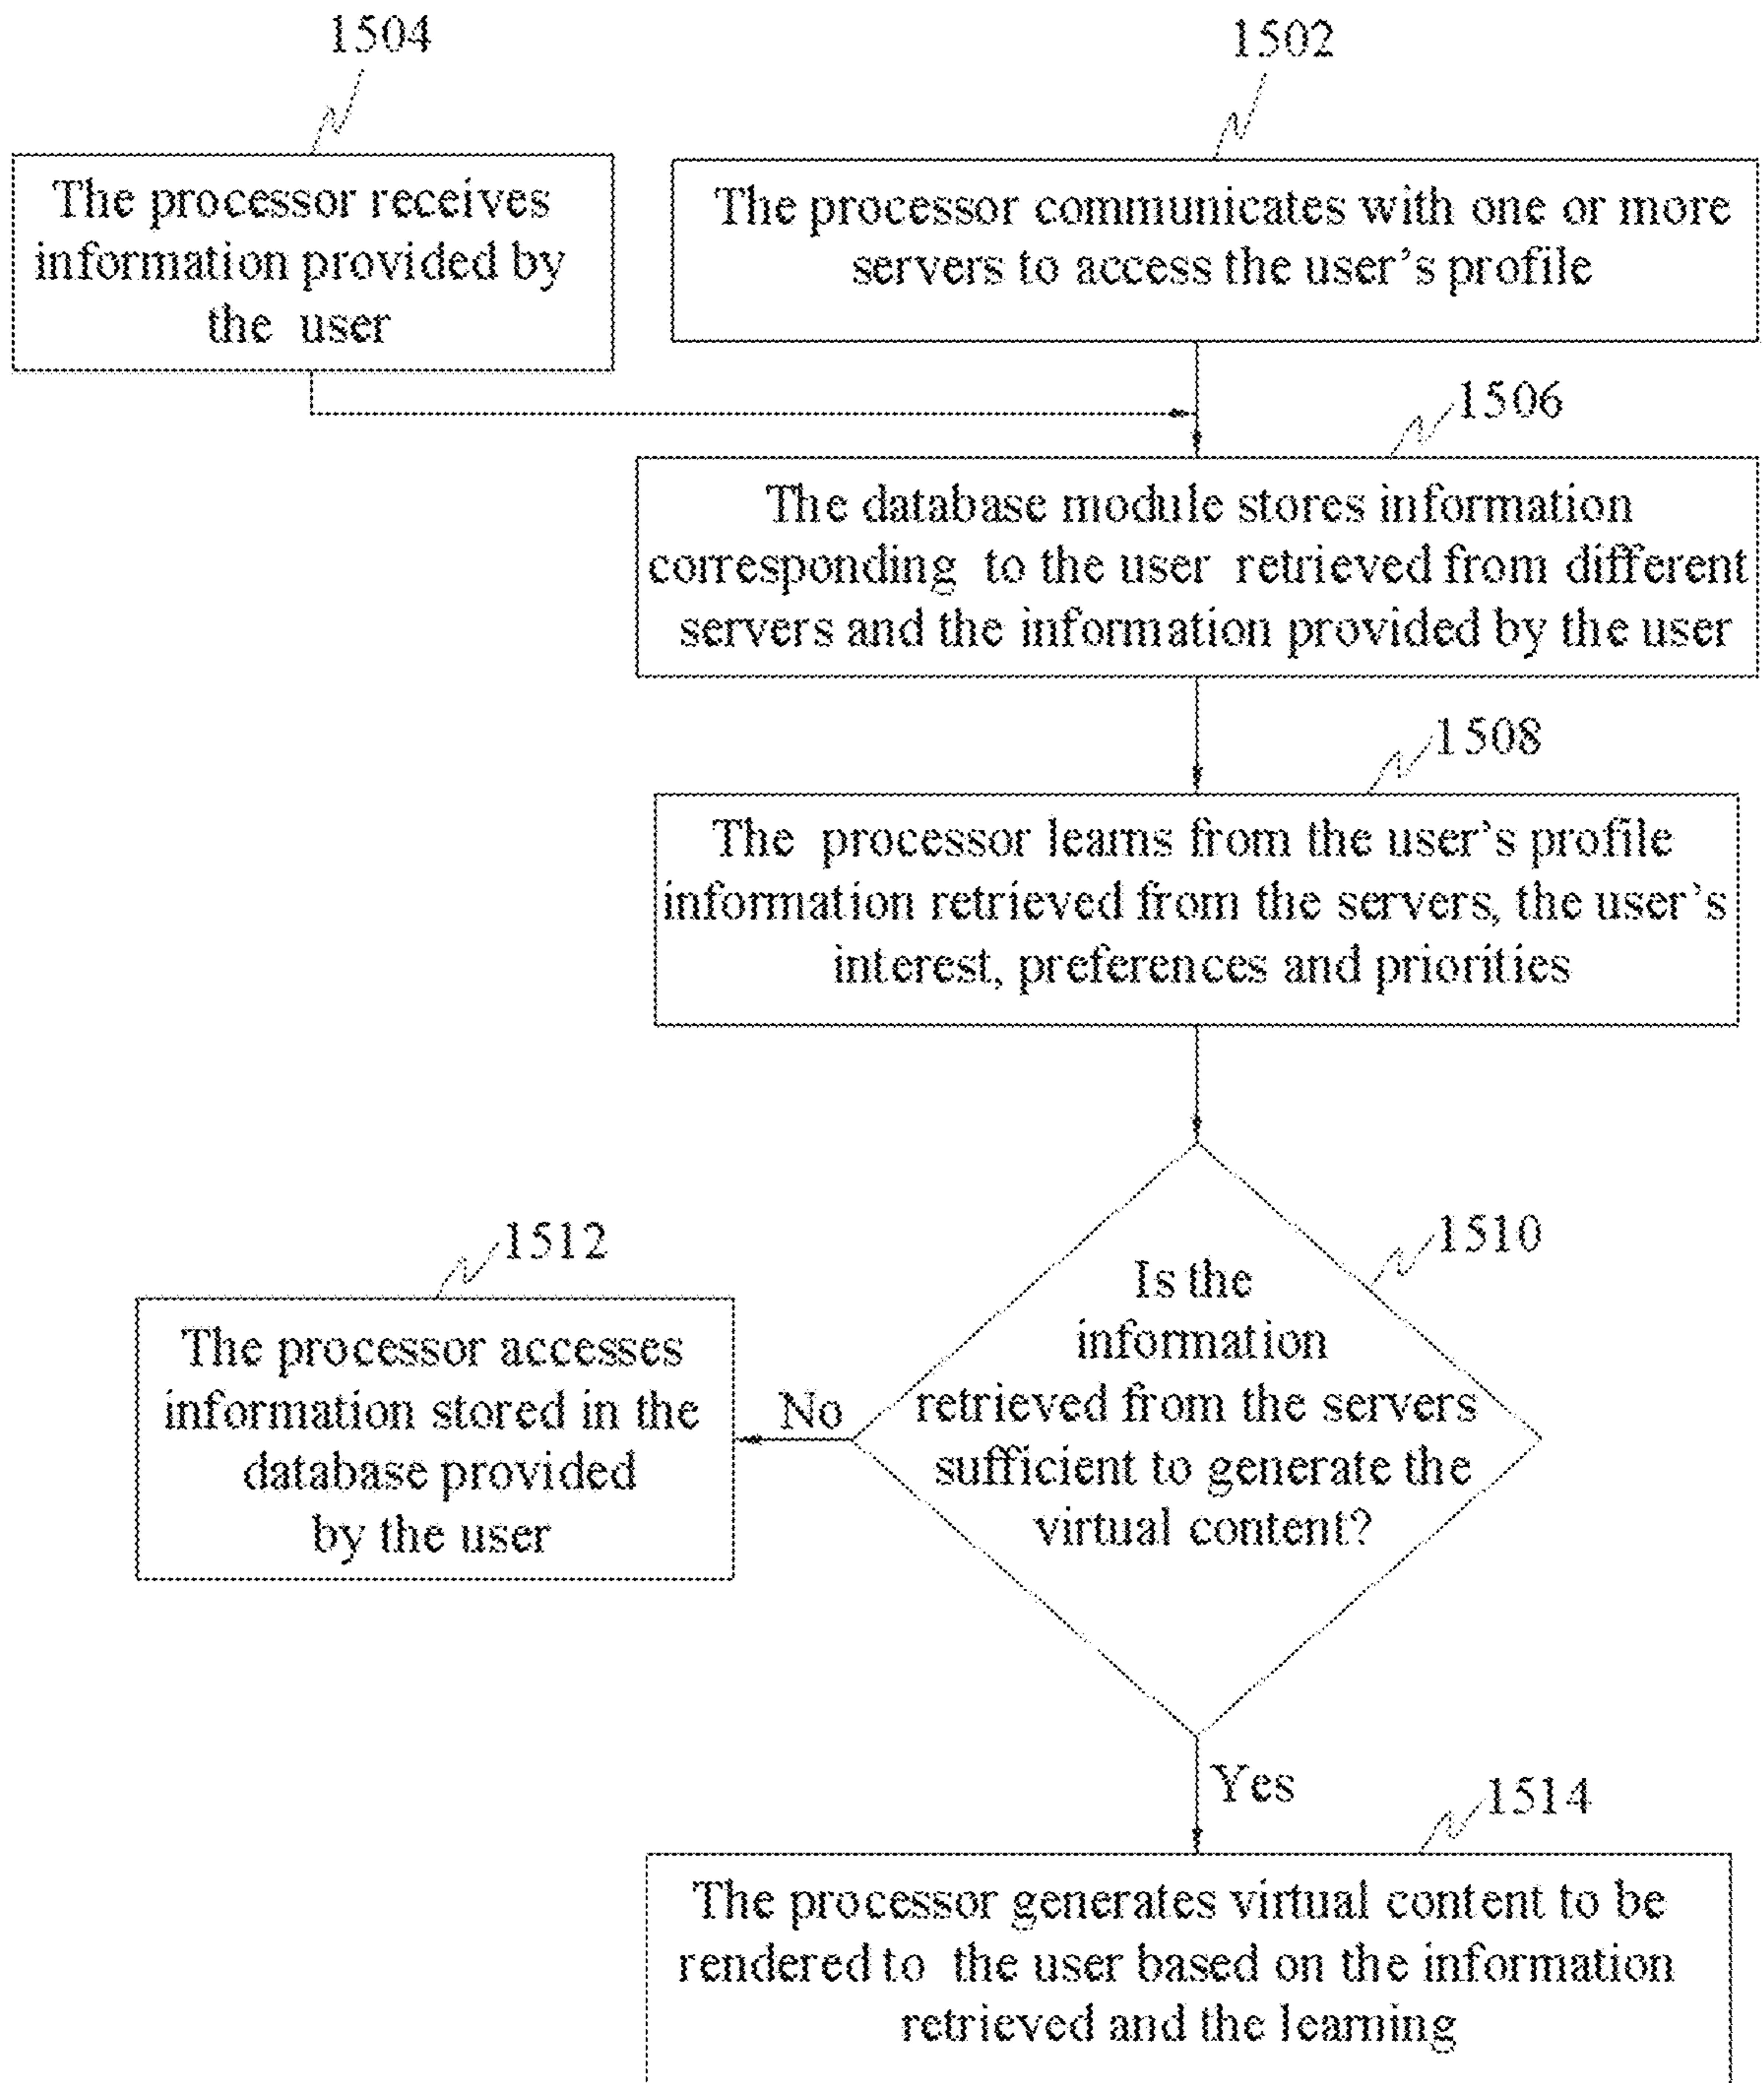 1504
1502
The processor receives
information provided by
the user
The processor communicates with one or more
servers to access the user's profile
1506
The database module stores information
corresponding to the user retrieved from different
servers and the information provided by the user
1508
The processor learns from the user's profile
information retrieved from the servers, the user's
interest, preferences and priorities
1510
Is the
information
retrieved from the servers
sufficient to generate the
virtual content?
1512
The processor accesses
information stored in the
database provided
by the user
No
Yes
1514
The processor generates virtual content to be
rendered to the user based on the information
retrieved and the learning